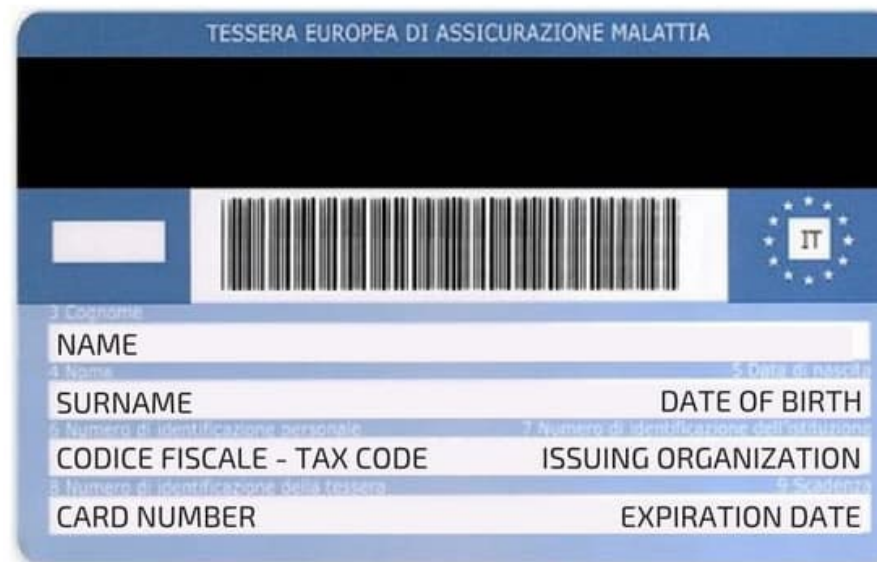 TESSERA EUROPEA DI ASSICURAZIONE MALATTIA
IT
3 Cognome
NAME
4 Nome 5 Data di nascita
SURNAME DATE OF BIRTH
6 Numero di identificazione personale 7 Numero di identificazione dell'istituzione
CODICE FISCALE - TAX CODE ISSUING ORGANIZATION
8 Numero di identificazione della tessera 9 Scadenza
CARD NUMBER EXPIRATION DATE